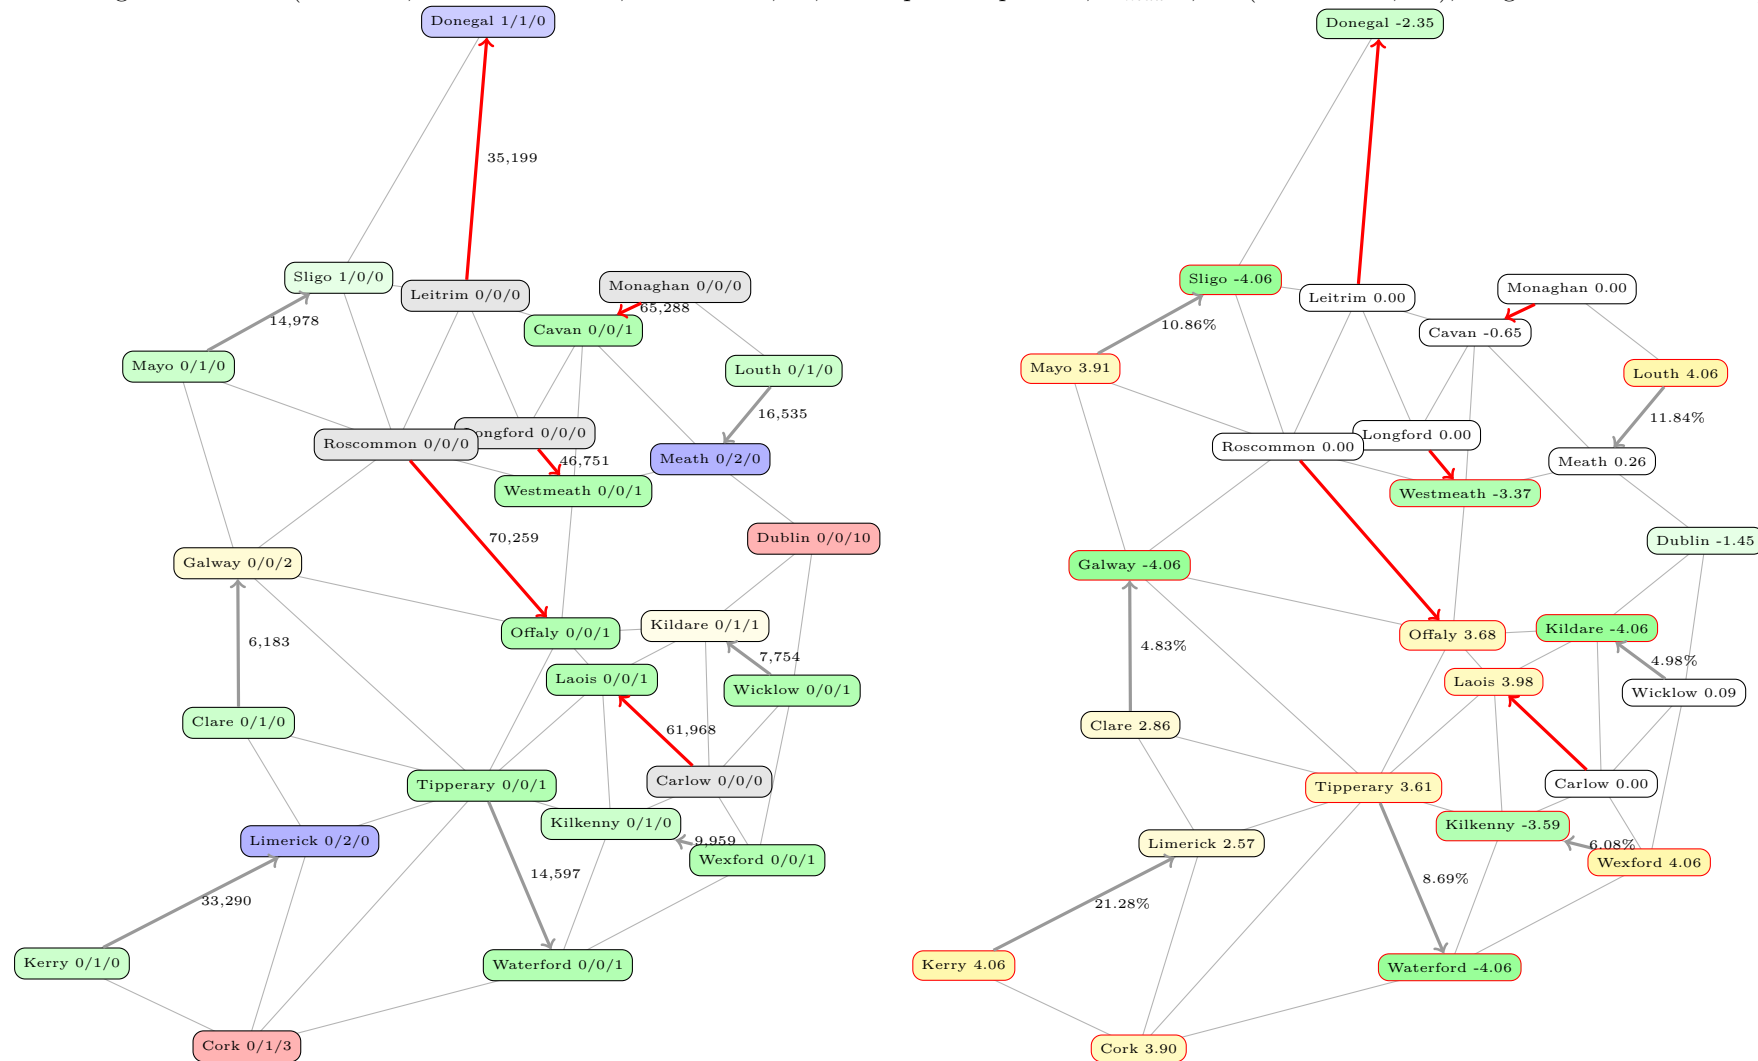 Donegal 1/1/0
35,199
Sligo 1/0/0
Leitrim 0/0/0
Monaghan 0/0/0
65,288
14,978
Cavan 0/0/1
Mayo 0/1/0
Louth 0/1/0
16,535
Roscommon 0/0/0
Longford 0/0/0
46,751
Meath 0/2/0
Westmeath 0/0/1
70,259
Dublin 0/0/10
Galway 0/0/2
Offaly 0/0/1
Kildare 0/1/1
6,183
7,754
Laois 0/0/1
Wicklow 0/0/1
Clare 0/1/0
61,968
Tipperary 0/0/1
Carlow 0/0/0
Kilkenny 0/1/0
Limerick 0/2/0
9,959
Wexford 0/0/1
14,597
33,290
Kerry 0/1/0
Waterford 0/0/1
Cork 0/1/3
Donegal -2.35
Sligo -4.06
Leitrim 0.00
Monaghan 0.00
10.86%
Cavan -0.65
Mayo 3.91
Louth 4.06
11.84%
Roscommon 0.00
Longford 0.00
Meath 0.26
Westmeath -3.37
Dublin -1.45
Galway -4.06
Offaly 3.68
Kildare -4.06
4.83%
4.98%
Laois 3.98
Wicklow 0.09
Clare 2.86
Tipperary 3.61
Carlow 0.00
Kilkenny -3.59
Limerick 2.57
6.08%
Wexford 4.06
8.69%
21.28%
Kerry 4.06
Waterford -4.06
Cork 3.90